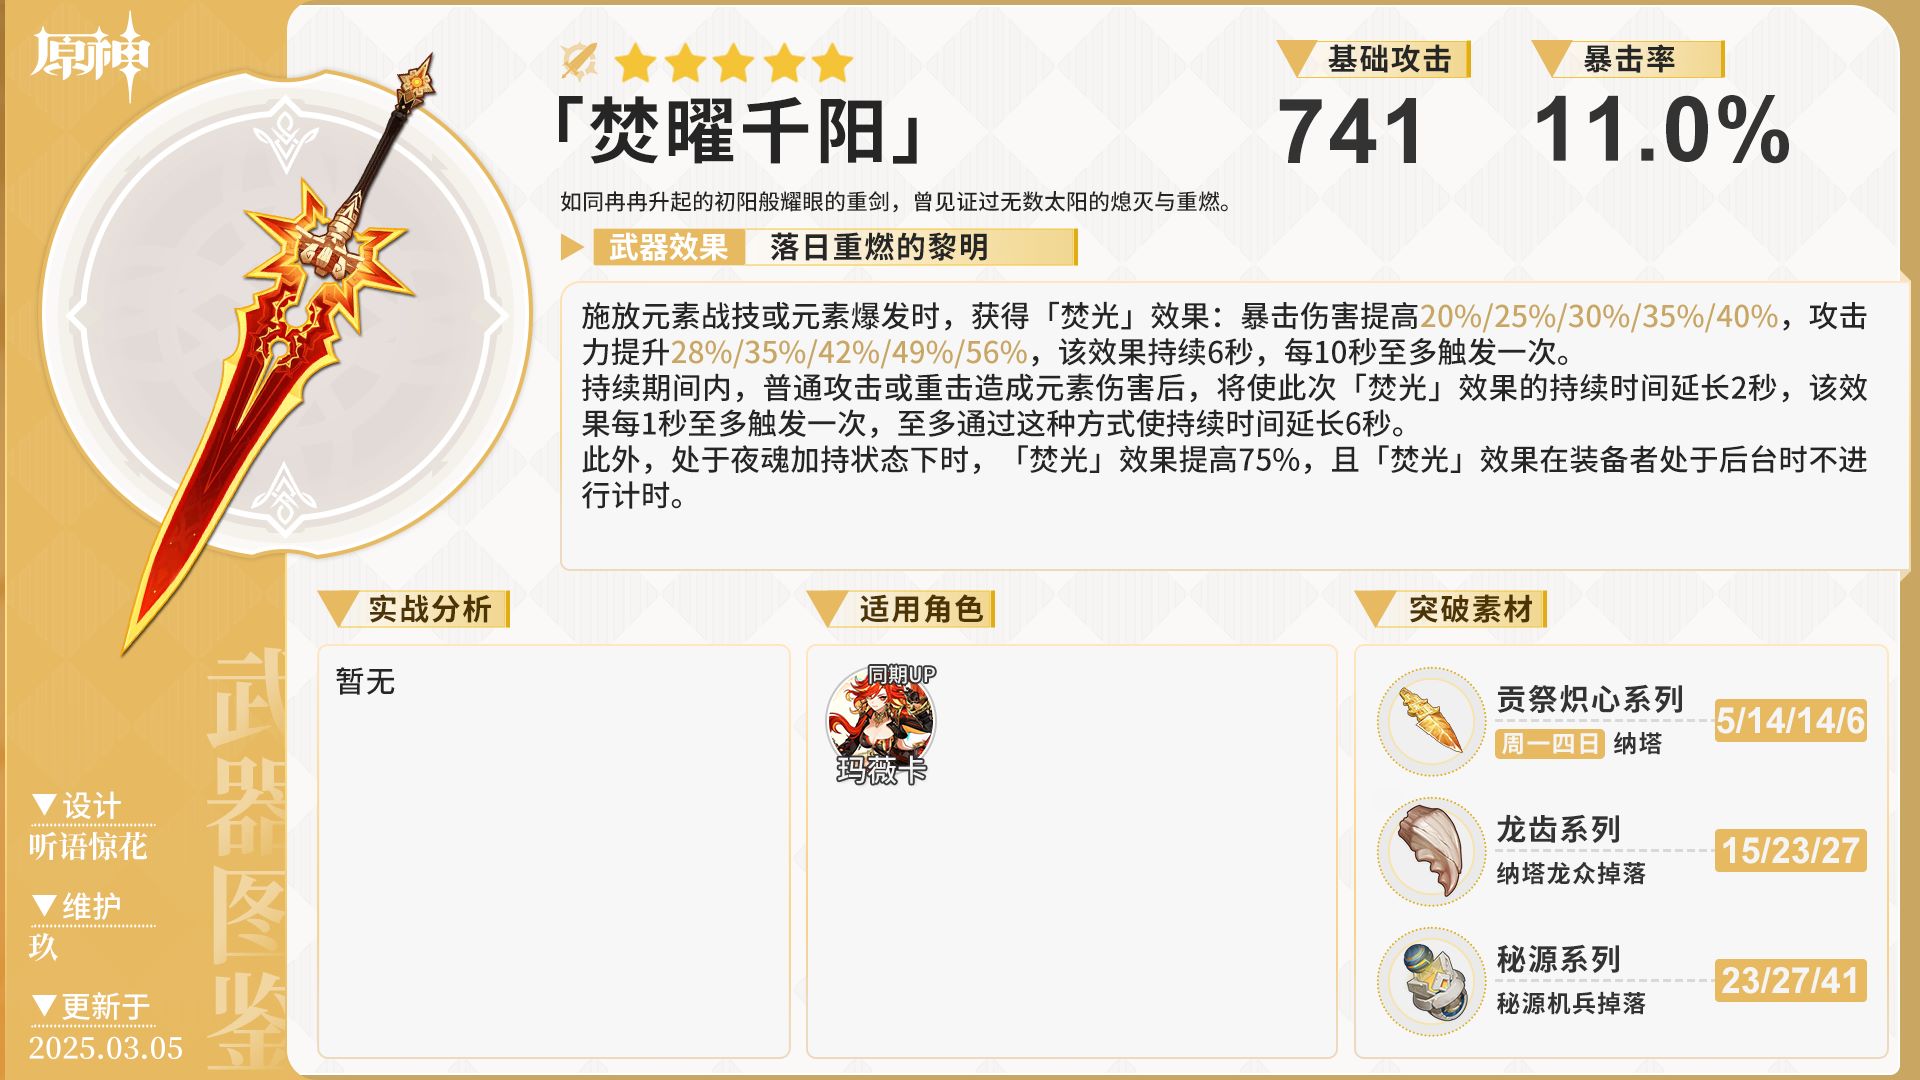 原神
「焚曜千阳」
基础攻击
741
暴击率
11.0%
如同冉冉升起的初阳般耀眼的重剑，曾见证过无数太阳的熄灭与重燃。
武器效果 落日重燃的黎明
施放元素战技或元素爆发时，获得「焚光」效果：暴击伤害提高20%/25%/30%/35%/40%，攻击
力提升28%/35%/42%/49%/56%，该效果持续6秒，每10秒至多触发一次。
持续期间内，普通攻击或重击造成元素伤害后，将使此次「焚光」效果的持续时间延长2秒，该效
果每1秒至多触发一次，至多通过这种方式使持续时间延长6秒。
此外，处于夜魂加持状态下时，「焚光」效果提高75%，且「焚光」效果在装备者处于后台时不进
行计时。
实战分析
暂无
适用角色
同期UP
玛薇卡
突破素材
贡祭炽心系列
周一四日 纳塔
5/14/14/6
龙齿系列
纳塔龙众掉落
15/23/27
秘源系列
秘源机兵掉落
23/27/41
武器图鉴
▼设计
听语惊花
▼维护
玖
▼更新于
2025.03.05